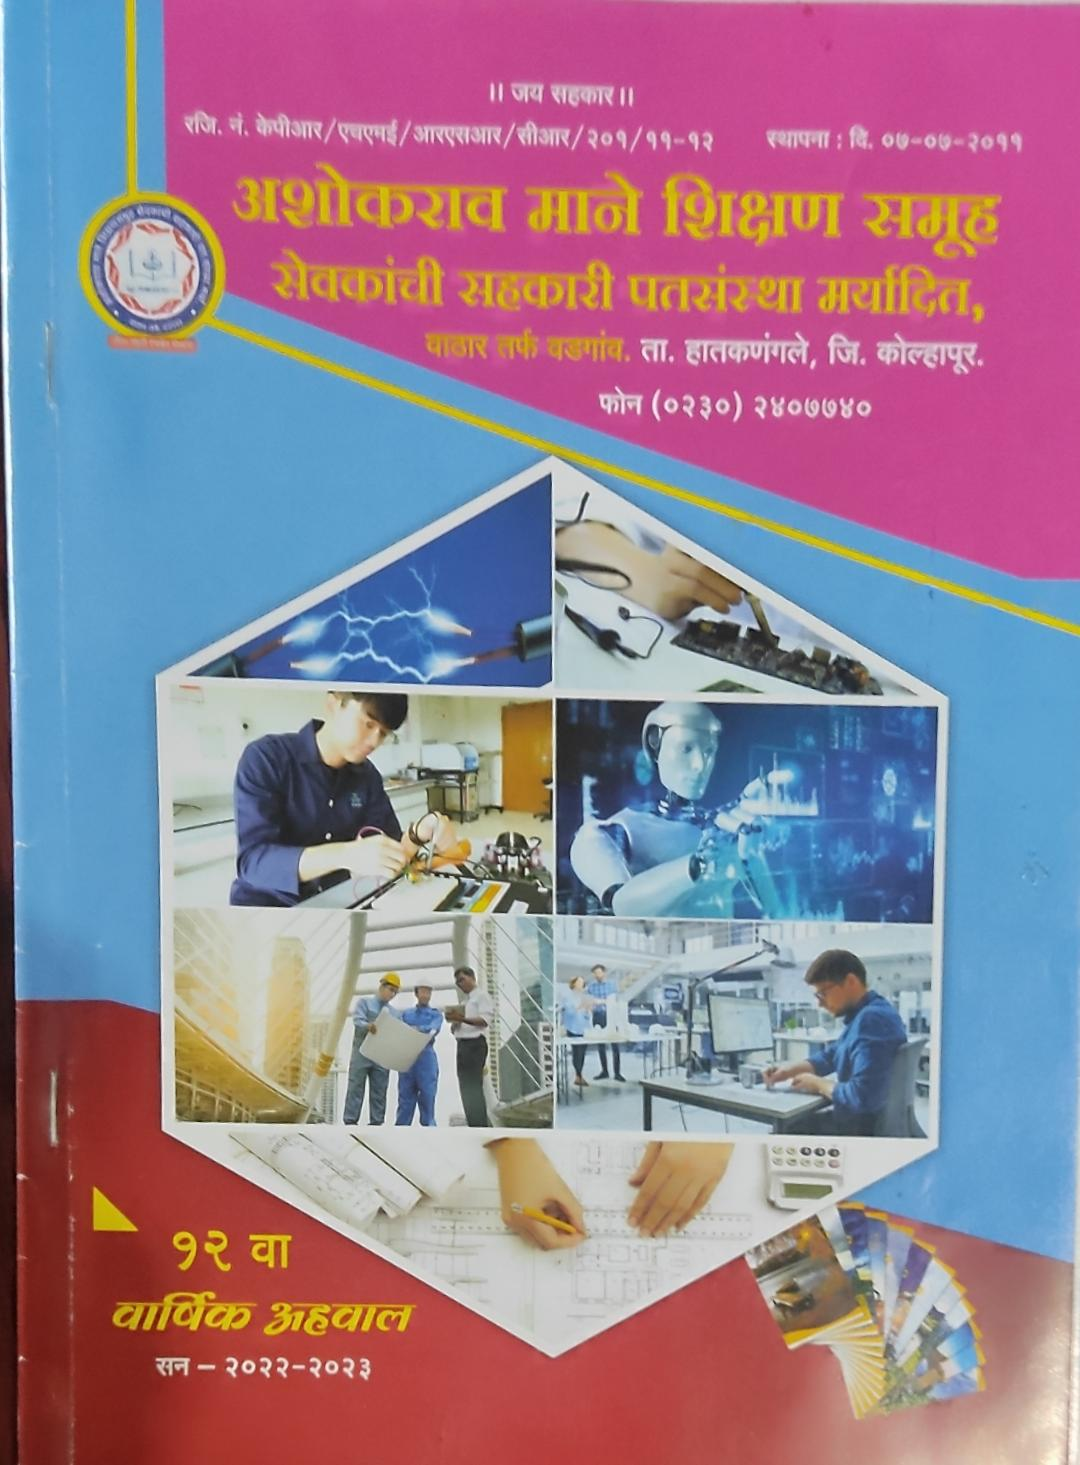 ॥ जय सहकार ॥
रजि. नं. केपीआर/एचएमई/आरएसआर/सीआर/२०१/११-१२ स्थापना : दि. ०७-०७-२०११
अशोकराव माने शिक्षण समूह
सेवकांची सहकारी पतसंस्था मर्यादित,
वाठार तर्फ वडगांव. ता. हातकणंगले, जि. कोल्हापूर.
फोन (०२३०) २४०७७४०
१२ वा
वार्षिक अहवाल
सन – २०२२-२०२३